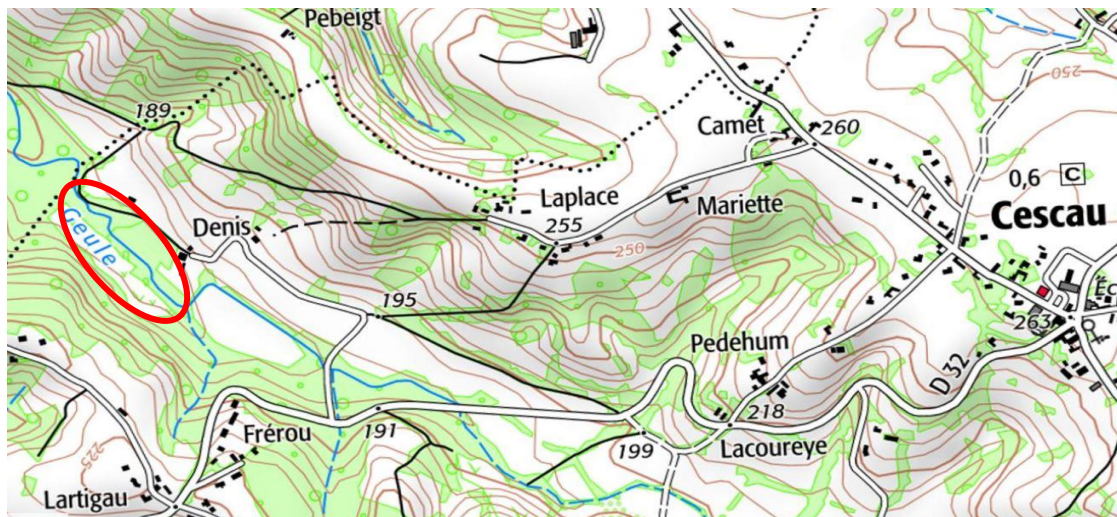 Pebeigt
250
189
Camet
260
0,6 C
Laplace
Mariette
Cescau
Geule
Denis
255
250
Éc
195
263
Pedehum
D 32
218
Frérou
191
199
Lacoureye
225
Lartigau